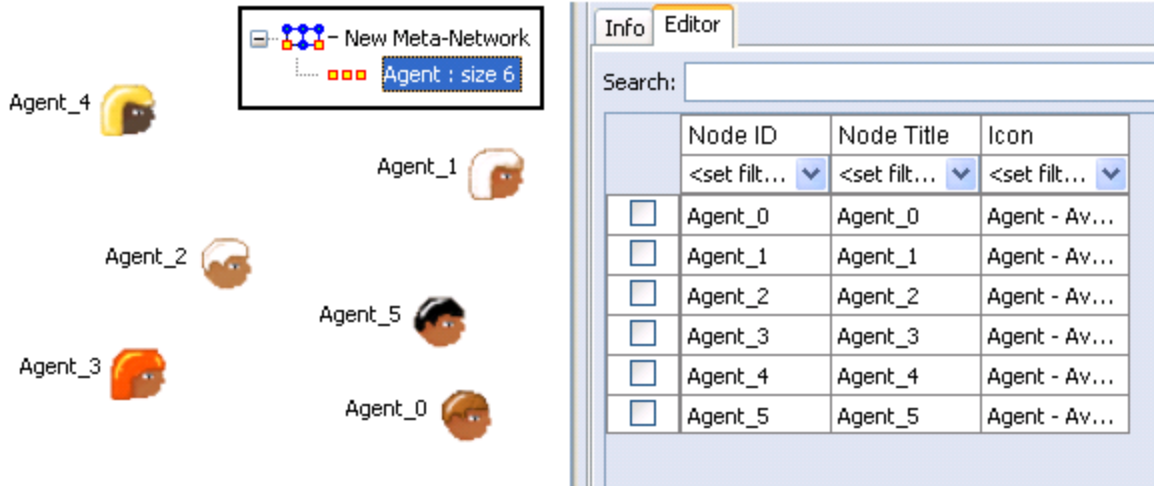 New Meta-Network
Agent : size 6
Agent_4
Agent_1
Agent_2
Agent_5
Agent_3
Agent_0
Info Editor
Search:
Node ID Node Title Icon
<set filt... <set filt... <set filt...
Agent_0 Agent_0 Agent - Av...
Agent_1 Agent_1 Agent - Av...
Agent_2 Agent_2 Agent - Av...
Agent_3 Agent_3 Agent - Av...
Agent_4 Agent_4 Agent - Av...
Agent_5 Agent_5 Agent - Av...